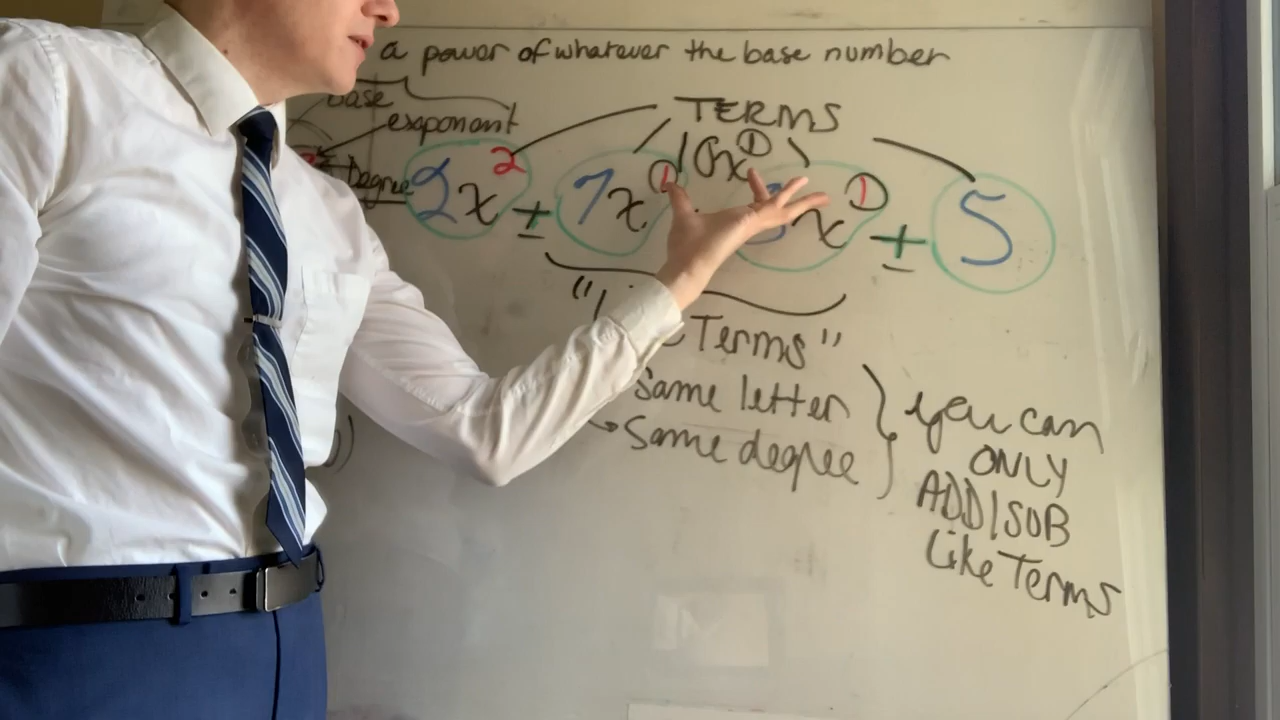 a power of whatever the base number
base
exponent
TERMS
Degree
2x² ± 7x¹ x¹ ± 5
10x¹
Terms"
Same letter
→ Same degree
you can
ONLY
ADD/SUB
Like Terms